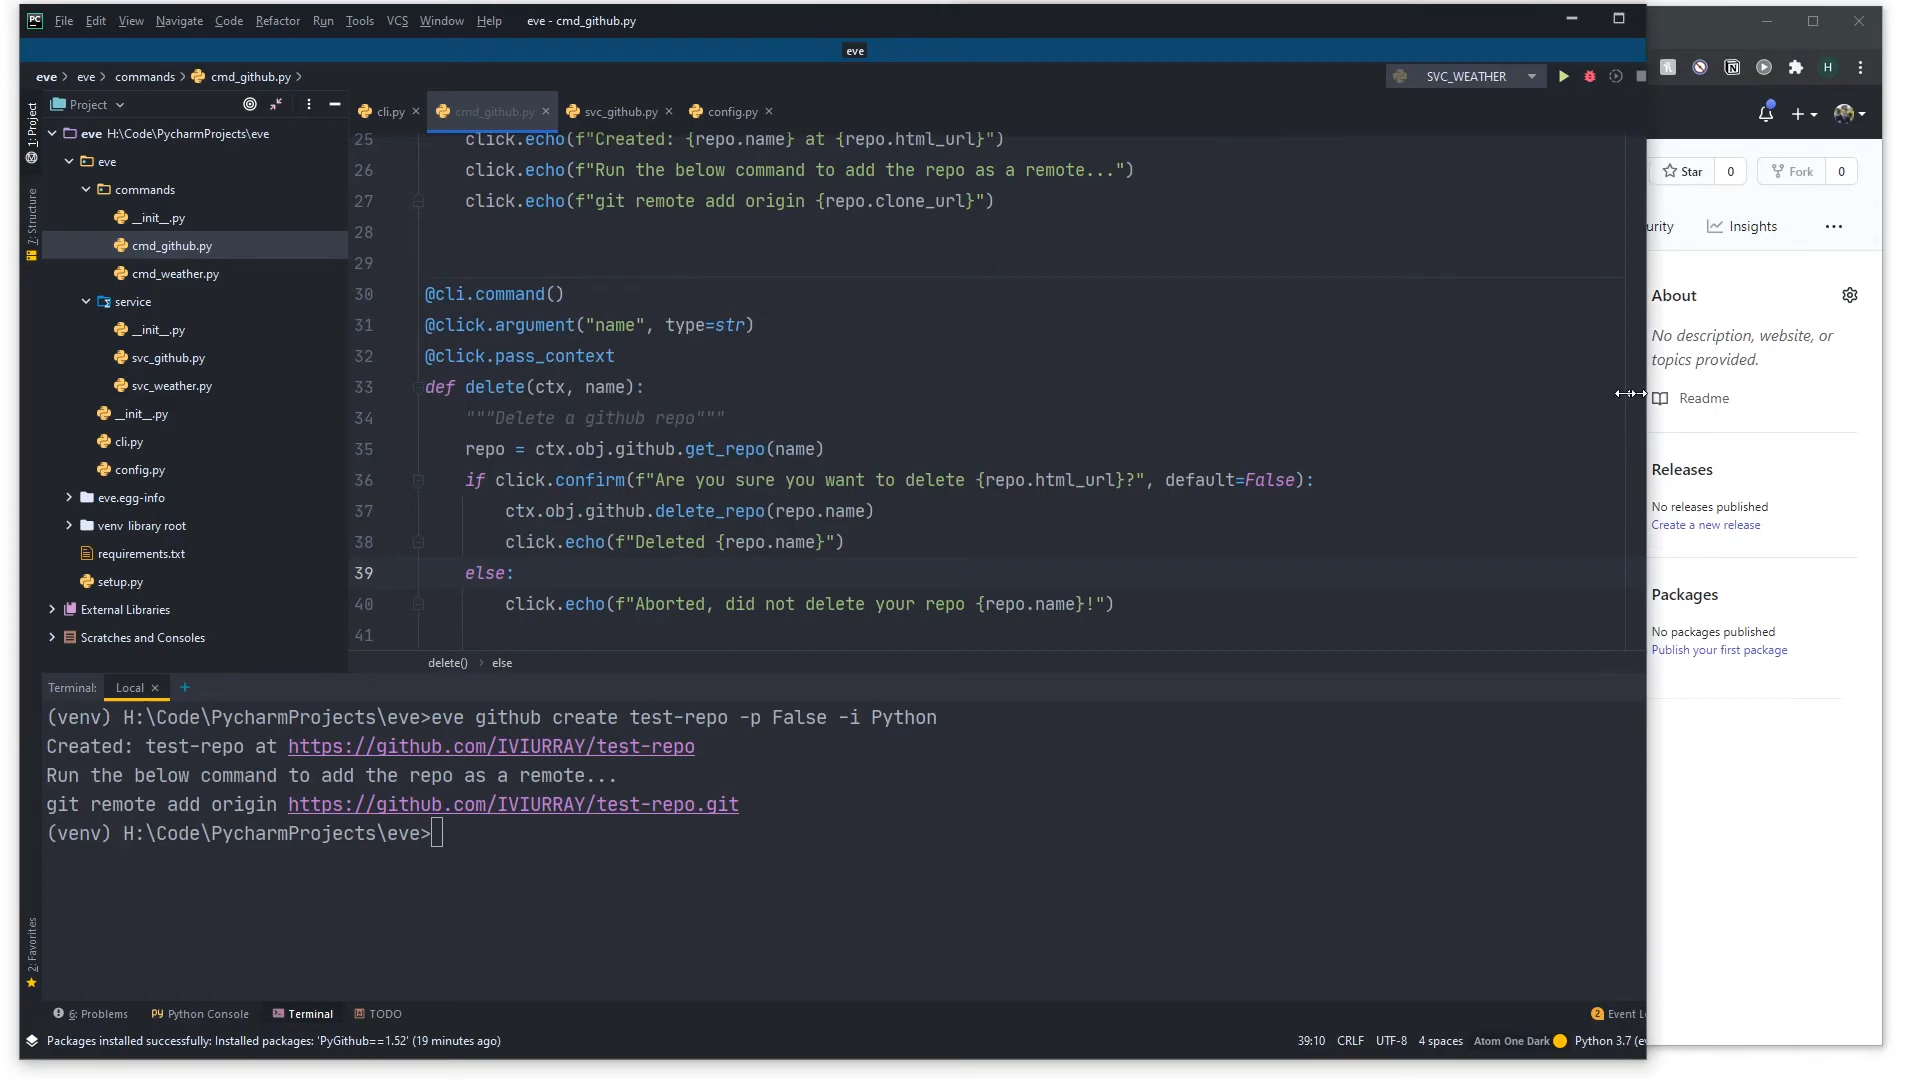 PC File Edit View Navigate Code Refactor Run Tools VCS Window Help eve - cmd_github.py
eve
eve eve commands cmd_github.py
SVC_WEATHER
H
1: Project
7: Structure
2: Favorites
Project
eve H:\Code\PycharmProjects\eve
eve
commands
__init__.py
cmd_github.py
cmd_weather.py
service
__init__.py
svc_github.py
svc_weather.py
__init__.py
cli.py
config.py
eve.egg-info
venv library root
requirements.txt
setup.py
External Libraries
Scratches and Consoles
cli.py cmd_github.py svc_github.py config.py
25 click.echo(f"Created: {repo.name} at {repo.html_url}")
26 click.echo(f"Run the below command to add the repo as a remote...")
27 click.echo(f"git remote add origin {repo.clone_url}")
28
29
30 @cli.command()
31 @click.argument("name", type=str)
32 @click.pass_context
33 def delete(ctx, name):
34 """Delete a github repo"""
35 repo = ctx.obj.github.get_repo(name)
36 if click.confirm(f"Are you sure you want to delete {repo.html_url}?", default=False):
37 ctx.obj.github.delete_repo(repo.name)
38 click.echo(f"Deleted {repo.name}")
39 else:
40 click.echo(f"Aborted, did not delete your repo {repo.name}!")
41
delete() else
Terminal: Local
(venv) H:\Code\PycharmProjects\eve>eve github create test-repo -p False -i Python
Created: test-repo at https://github.com/IVIURRAY/test-repo
Run the below command to add the repo as a remote...
git remote add origin https://github.com/IVIURRAY/test-repo.git
(venv) H:\Code\PycharmProjects\eve>
6: Problems Python Console Terminal TODO
2 Event L
Packages installed successfully: Installed packages: 'PyGithub==1.52' (19 minutes ago)
39:10 CRLF UTF-8 4 spaces Atom One Dark Python 3.7 (e
Star 0 Fork 0
urity Insights
About
No description, website, or
topics provided.
Readme
Releases
No releases published
Create a new release
Packages
No packages published
Publish your first package